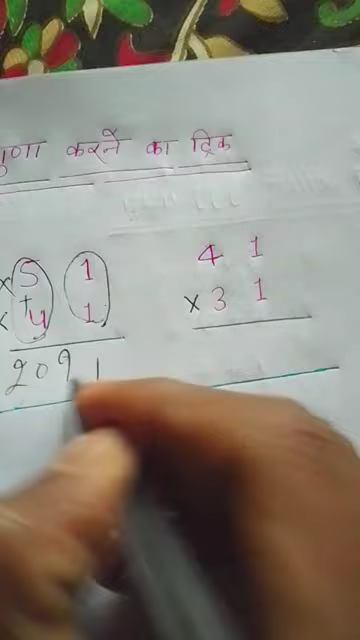 गुणा करने का ट्रिक
× 5 1
+
× 4 1
2091
4 1
× 3 1